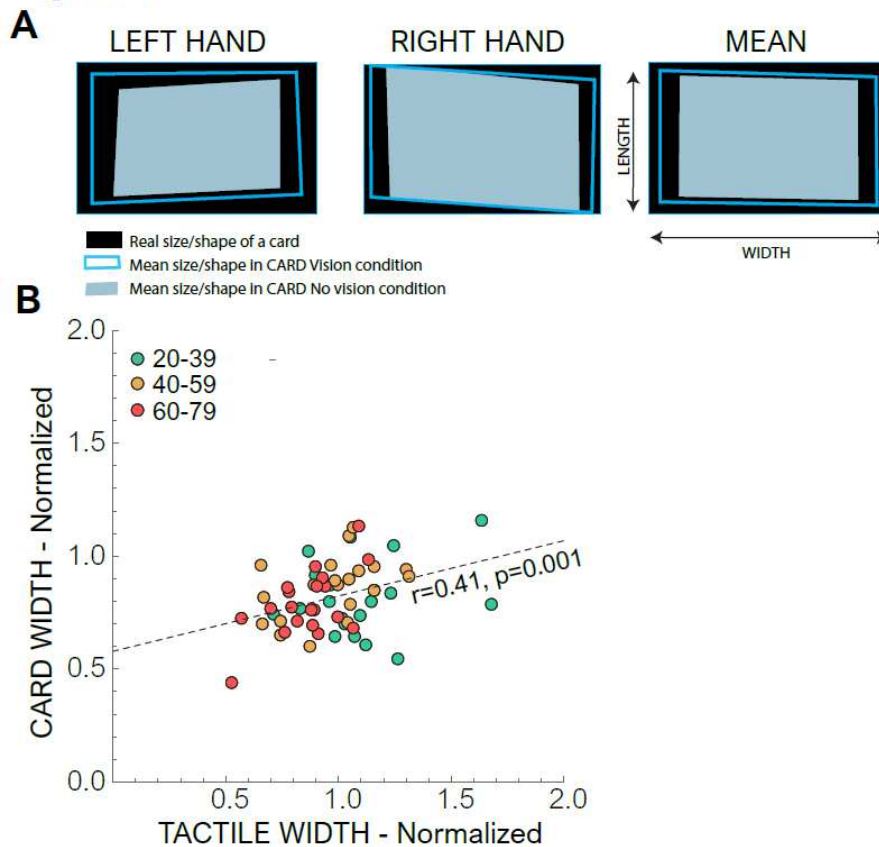 A
LEFT HAND
RIGHT HAND
MEAN
LENGTH
WIDTH
Real size/shape of a card
Mean size/shape in CARD Vision condition
Mean size/shape in CARD No vision condition
B
2.0
1.5
1.0
0.5
0.0
CARD WIDTH - Normalized
20-39
40-59
60-79
r=0.41, p=0.001
0.5 1.0 1.5 2.0
TACTILE WIDTH - Normalized